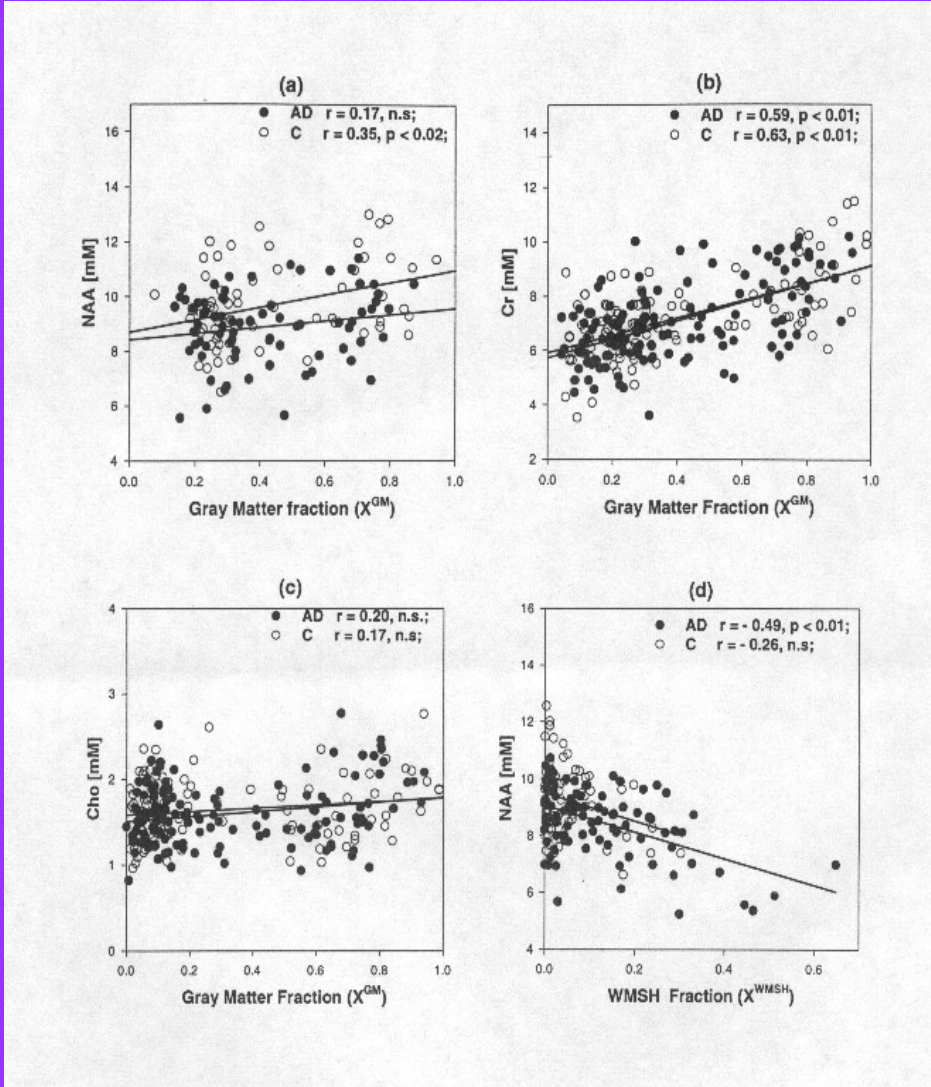 (a)
● AD r = 0.17, n.s;
○ C r = 0.35, p < 0.02;
16
14
12
10
8
6
4
NAA [mM]
0.0 0.2 0.4 0.6 0.8 1.0
Gray Matter fraction (X^GM)
(b)
● AD r = 0.59, p < 0.01;
○ C r = 0.63, p < 0.01;
14
12
10
8
6
4
2
Cr [mM]
0.0 0.2 0.4 0.6 0.8 1.0
Gray Matter Fraction (X^GM)
(c)
● AD r = 0.20, n.s.;
○ C r = 0.17, n.s;
4
3
2
1
0
Cho [mM]
0.0 0.2 0.4 0.6 0.8 1.0
Gray Matter Fraction (X^GM)
(d)
● AD r = - 0.49, p < 0.01;
○ C r = - 0.26, n.s;
16
14
12
10
8
6
4
NAA [mM]
0.0 0.2 0.4 0.6
WMSH Fraction (X^WMSH)